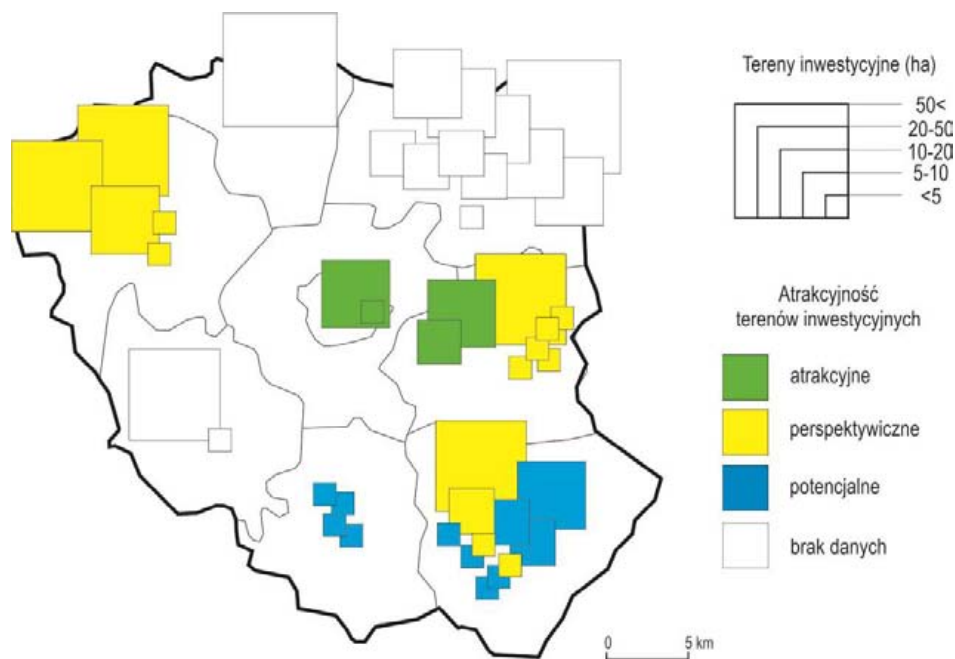 Tereny inwestycyjne (ha)
50<
20-50
10-20
5-10
<5
Atrakcyjność
terenów inwestycyjnych
atrakcyjne
perspektywiczne
potencjalne
brak danych
0 5 km